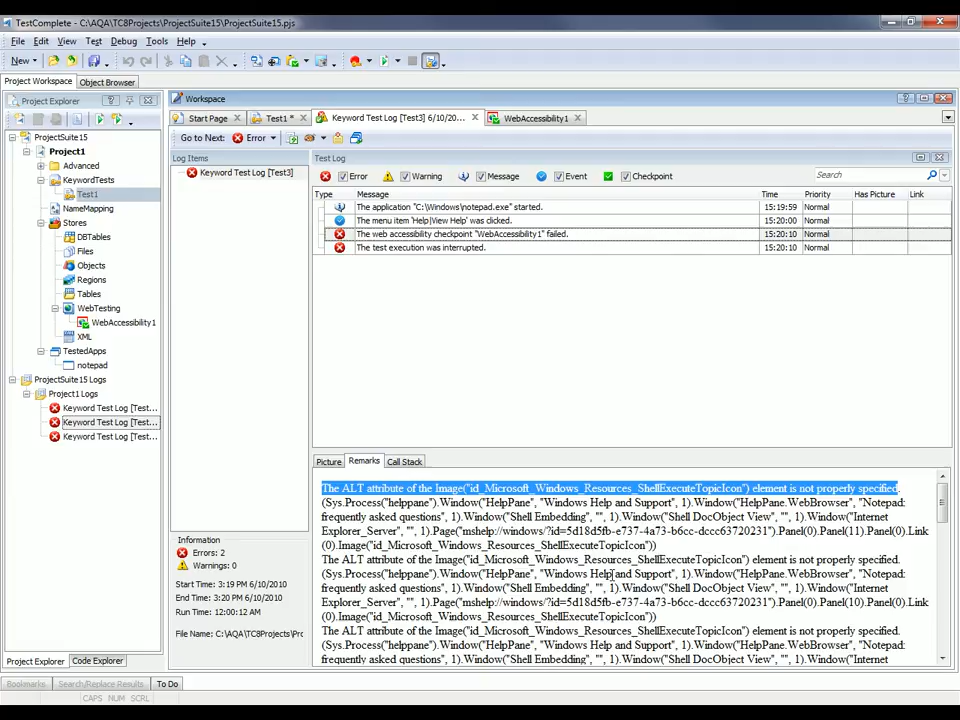 TestComplete - C:\AQA\TC8Projects\ProjectSuite15\ProjectSuite15.pjs
File Edit View Test Debug Tools Help
New
Project Workspace Object Browser
Project Explorer
Workspace
Start Page Test1 * Keyword Test Log [Test3] 6/10/20... WebAccessibility1
ProjectSuite15
Project1
Advanced
KeywordTests
Test1
NameMapping
Stores
DBTables
Files
Objects
Regions
Tables
WebTesting
WebAccessibility1
XML
TestedApps
notepad
ProjectSuite15 Logs
Project1 Logs
Keyword Test Log [Test...
Keyword Test Log [Test...
Keyword Test Log [Test...
Go to Next: Error
Log Items
Keyword Test Log [Test3]
Test Log
Error Warning Message Event Checkpoint Search
Type Message Time Priority Has Picture Link
The application "C:\Windows\notepad.exe" started. 15:19:59 Normal
The menu item 'Help|View Help' was clicked. 15:20:00 Normal
The web accessibility checkpoint "WebAccessibility1" failed. 15:20:10 Normal
The test execution was interrupted. 15:20:10 Normal
Picture Remarks Call Stack
The ALT attribute of the Image("id_Microsoft_Windows_Resources_ShellExecuteTopicIcon") element is not properly specified.
(Sys.Process("helppane").Window("HelpPane", "Windows Help and Support", 1).Window("HelpPane.WebBrowser", "Notepad:
frequently asked questions", 1).Window("Shell Embedding", "", 1).Window("Shell DocObject View", "", 1).Window("Internet
Explorer_Server", "", 1).Page("mshelp://windows/?id=5d18d5fb-e737-4a73-b6cc-dccc63720231").Panel(0).Panel(11).Panel(0).Link
(0).Image("id_Microsoft_Windows_Resources_ShellExecuteTopicIcon"))
The ALT attribute of the Image("id_Microsoft_Windows_Resources_ShellExecuteTopicIcon") element is not properly specified.
(Sys.Process("helppane").Window("HelpPane", "Windows Help and Support", 1).Window("HelpPane.WebBrowser", "Notepad:
frequently asked questions", 1).Window("Shell Embedding", "", 1).Window("Shell DocObject View", "", 1).Window("Internet
Explorer_Server", "", 1).Page("mshelp://windows/?id=5d18d5fb-e737-4a73-b6cc-dccc63720231").Panel(0).Panel(10).Panel(0).Link
(0).Image("id_Microsoft_Windows_Resources_ShellExecuteTopicIcon"))
The ALT attribute of the Image("id_Microsoft_Windows_Resources_ShellExecuteTopicIcon") element is not properly specified.
(Sys.Process("helppane").Window("HelpPane", "Windows Help and Support", 1).Window("HelpPane.WebBrowser", "Notepad:
frequently asked questions", 1).Window("Shell Embedding", "", 1).Window("Shell DocObject View", "", 1).Window("Internet
Information
Errors: 2
Warnings: 0
Start Time: 3:19 PM 6/10/2010
End Time: 3:20 PM 6/10/2010
Run Time: 12:00:12 AM
File Name: C:\AQA\TC8Projects\Prc
Project Explorer Code Explorer
Bookmarks Search/Replace Results To Do
CAPS NUM SCRL